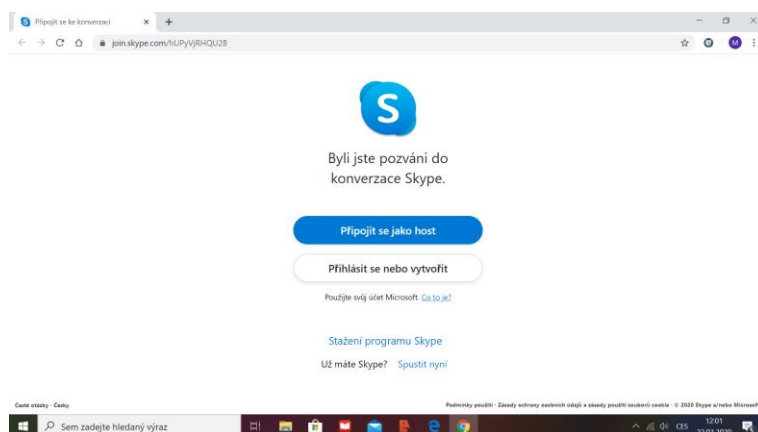 Připojit se ke konverzaci
join.skype.com/hUPyVjRHQU2B
M
S
Byli jste pozváni do
konverzace Skype.
Připojit se jako host
Přihlásit se nebo vytvořit
Použijte svůj účet Microsoft. Co to je?
Stažení programu Skype
Už máte Skype? Spustit nyní
Časté otázky · Česky
Podmínky použití · Zásady ochrany osobních údajů a zásady použití souborů cookie · © 2020 Skype a/nebo Microsoft
Sem zadejte hledaný výraz
CES
12:01
22.03.2020